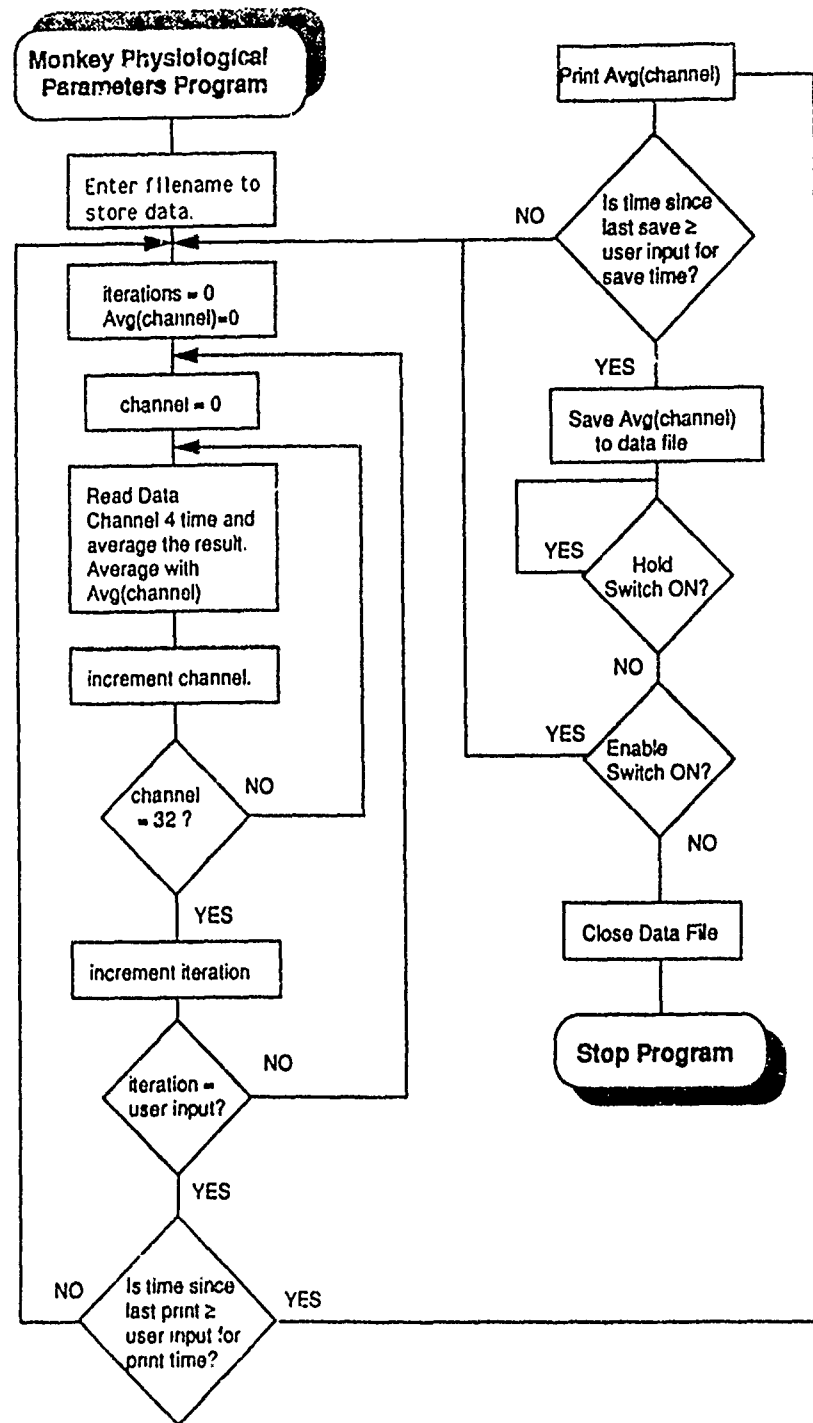 Monkey Physiological
Parameters Program
Enter filename to
store data.
iterations = 0
Avg(channel)=0
channel = 0
Read Data
Channel 4 time and
average the result.
Average with
Avg(channel)
increment channel.
channel
= 32 ?
NO
YES
increment iteration
iteration =
user input?
NO
YES
Is time since
last print ≥
user input for
print time?
NO
YES
Print Avg(channel)
Is time since
last save ≥
user input for
save time?
NO
YES
Save Avg(channel)
to data file
Hold
Switch ON?
YES
NO
Enable
Switch ON?
YES
NO
Close Data File
Stop Program